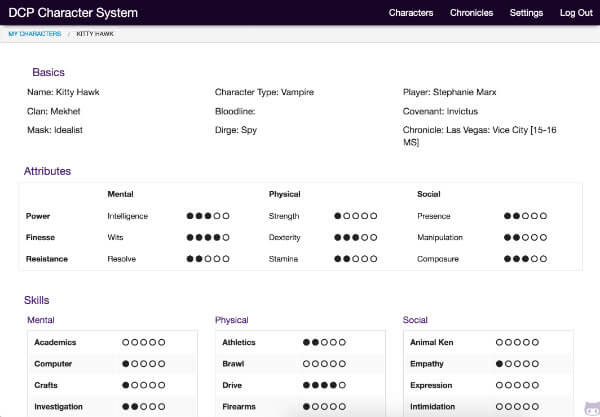 DCP Character System Characters Chronicles Settings Log Out
MY CHARACTERS / KITTY HAWK
Basics
Name: Kitty Hawk Character Type: Vampire Player: Stephanie Marx
Clan: Mekhet Bloodline: Covenant: Invictus
Mask: Idealist Dirge: Spy Chronicle: Las Vegas: Vice City [15-16
MS]
Attributes
Mental Physical Social
Power Intelligence Strength Presence
Finesse Wits Dexterity Manipulation
Resistance Resolve Stamina Composure
Skills
Mental Physical Social
Academics Athletics Animal Ken
Computer Brawl Empathy
Crafts Drive Expression
Investigation Firearms Intimidation